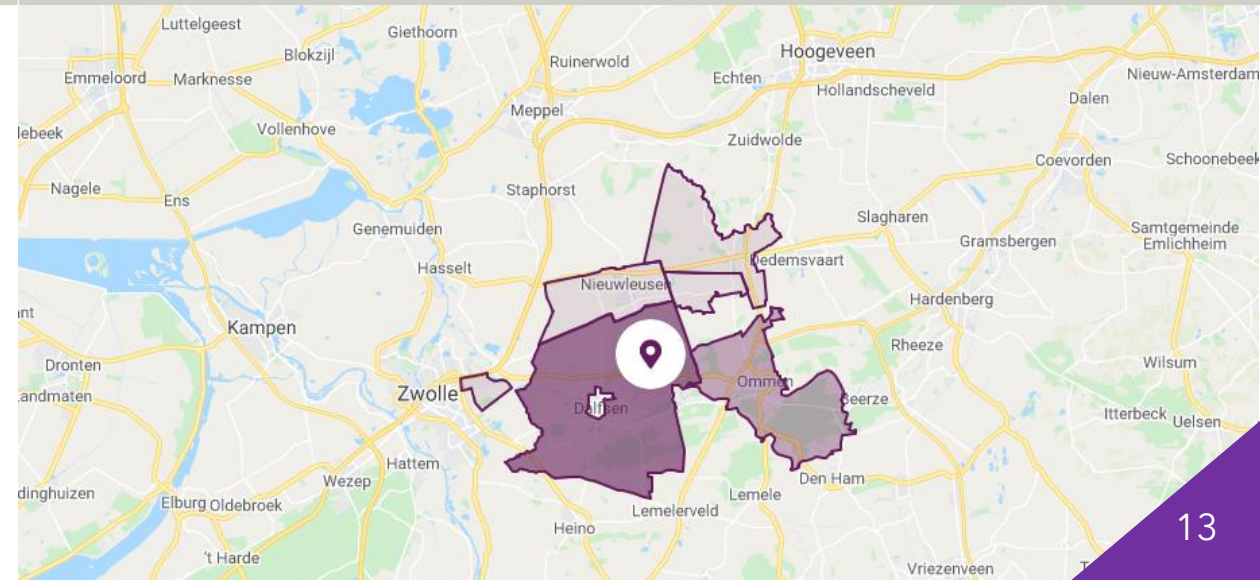 Luttelgeest
Giethoorn
Blokzijl
Hoogeveen
Ruinerwold
Emmeloord
Marknesse
Echten
Nieuw-Amsterdam
Hollandscheveld
Dalen
Meppel
lebeek
Vollenhove
Zuidwolde
Coevorden
Schoonebeek
Nagele
Staphorst
Ens
Slagharen
Genemuiden
Samtgemeinde
Emlichheim
Gramsbergen
Dedemsvaart
Hasselt
Nieuwleusen
Hardenberg
Kampen
Rheeze
Dronten
Wilsum
Ommen
Zwolle
andmaten
Beerze
Dalfsen
Itterbeck
Uelsen
Hattem
Den Ham
Wezep
dinghuizen
Lemele
Elburg
Oldebroek
Lemelerveld
Heino
13
't Harde
Vriezenveen